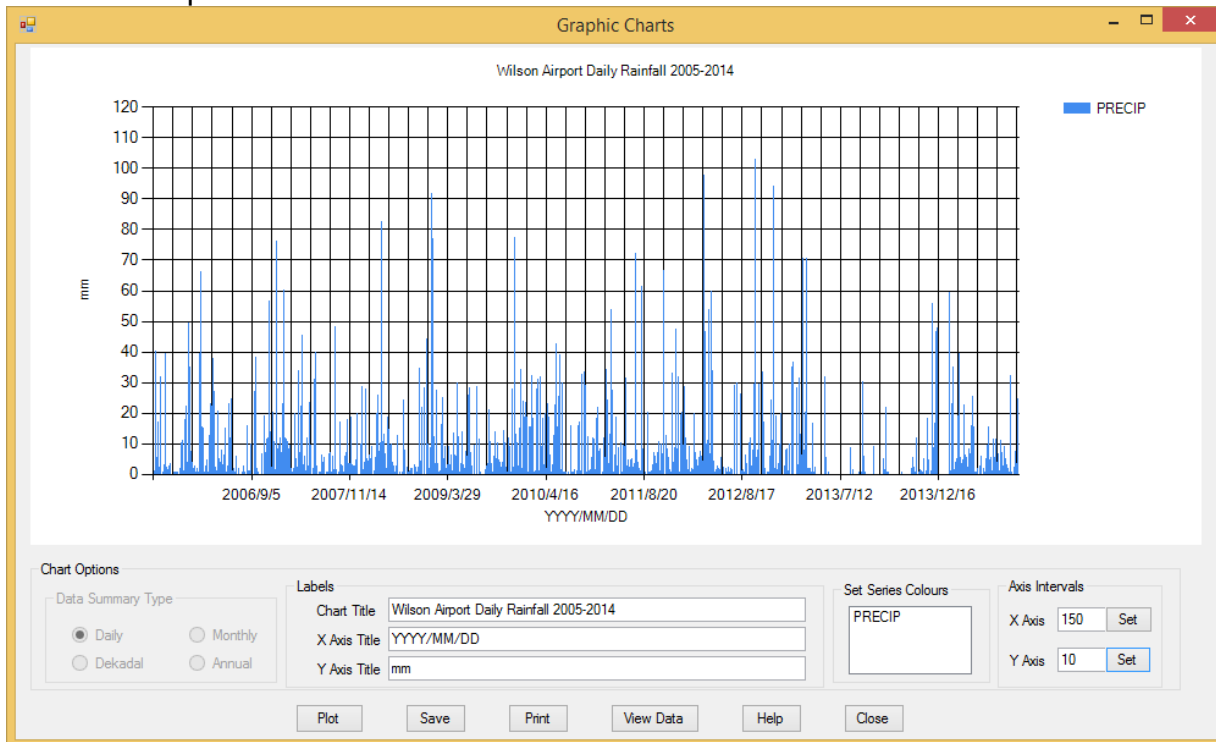 Graphic Charts
Wilson Airport Daily Rainfall 2005-2014
PRECIP
120
110
100
90
80
70
60
50
40
30
20
10
0
mm
2006/9/5 2007/11/14 2009/3/29 2010/4/16 2011/8/20 2012/8/17 2013/7/12 2013/12/16
YYYY/MM/DD
Chart Options
Data Summary Type
Daily Monthly
Dekadal Annual
Labels
Chart Title Wilson Airport Daily Rainfall 2005-2014
X Axis Title YYYY/MM/DD
Y Axis Title mm
Set Series Colours
PRECIP
Axis Intervals
X Axis 150 Set
Y Axis 10 Set
Plot Save Print View Data Help Close